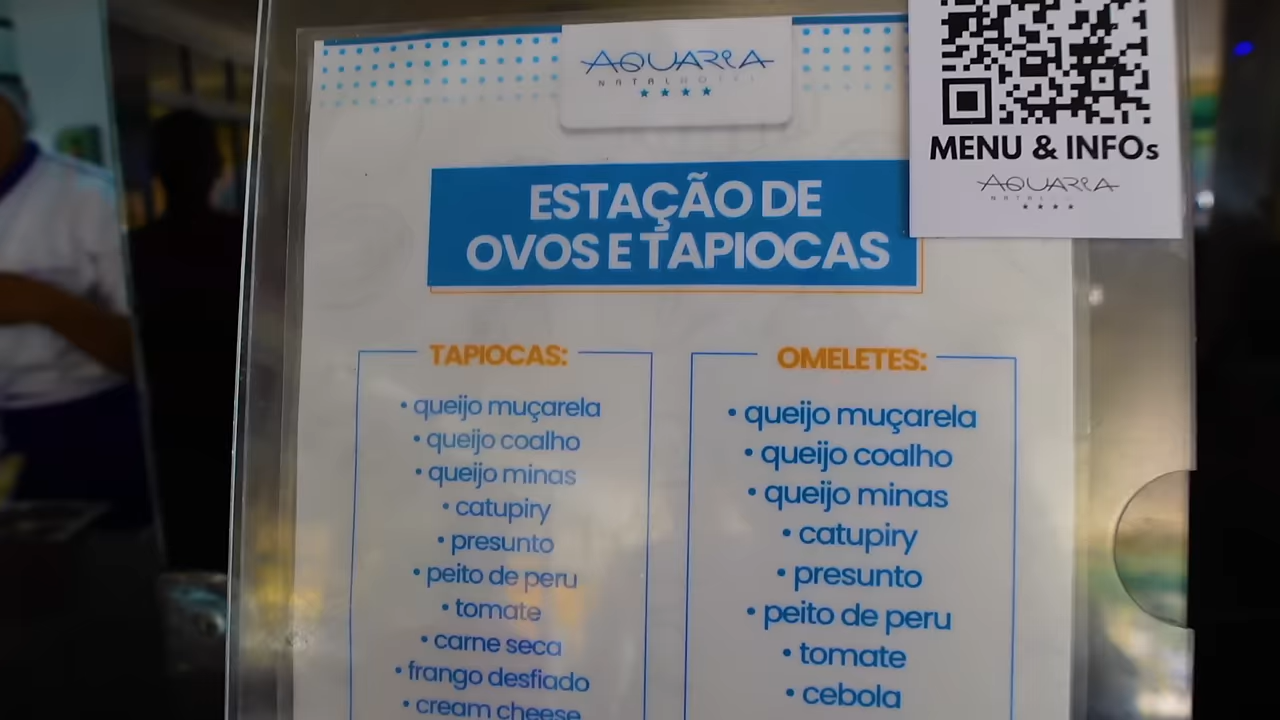 AQUARIA
NATAL HOTEL
MENU & INFOs
AQUARIA
NATAL
ESTAÇÃO DE
OVOS E TAPIOCAS
TAPIOCAS:
• queijo muçarela
• queijo coalho
• queijo minas
• catupiry
• presunto
• peito de peru
• tomate
• carne seca
• frango desfiado
• cream cheese
OMELETES:
• queijo muçarela
• queijo coalho
• queijo minas
• catupiry
• presunto
• peito de peru
• tomate
• cebola